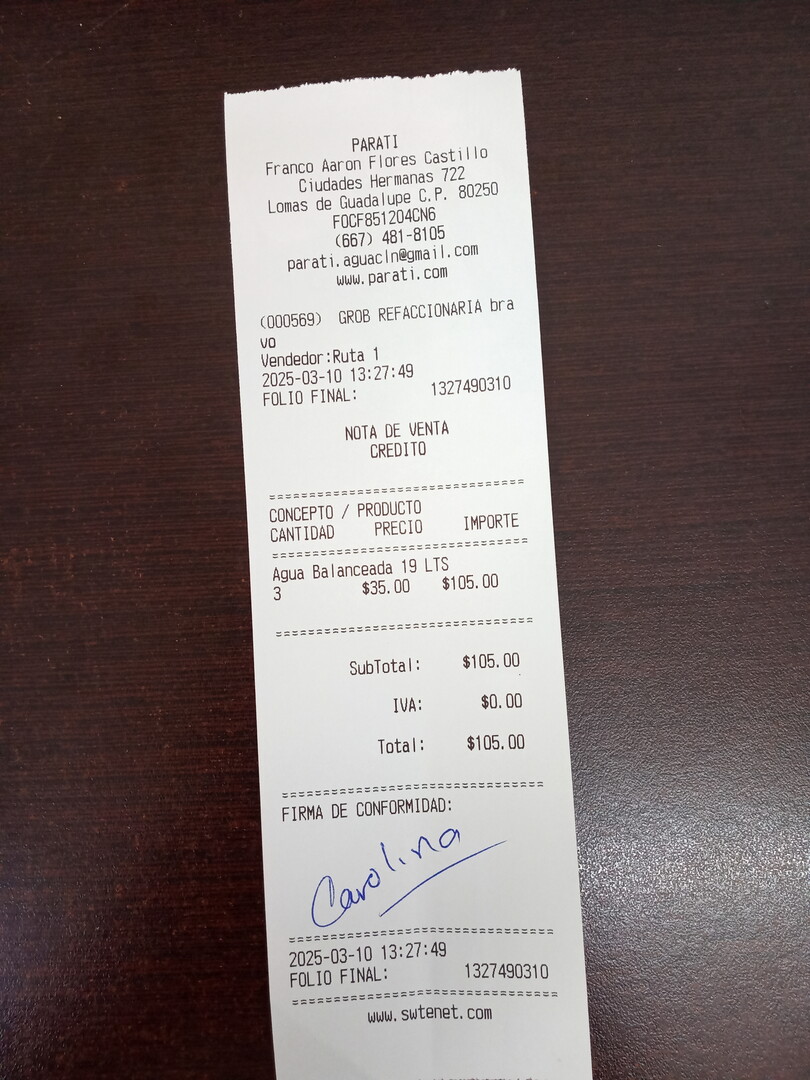 PARATI
Franco Aaron Flores Castillo
Ciudades Hermanas 722
Lomas de Guadalupe C.P. 80250
FOCF851204CN6
(667) 481-8105
parati.aguacln@gmail.com
www.parati.com
(000569) GROB REFACCIONARIA bra
vo
Vendedor:Ruta 1
2025-03-10 13:27:49
FOLIO FINAL: 1327490310
NOTA DE VENTA
CREDITO
==============================
CONCEPTO / PRODUCTO
CANTIDAD PRECIO IMPORTE
==============================
Agua Balanceada 19 LTS
3 $35.00 $105.00
==============================
SubTotal: $105.00
IVA: $0.00
Total: $105.00
==============================
FIRMA DE CONFORMIDAD:
Carolina
==============================
2025-03-10 13:27:49
FOLIO FINAL: 1327490310
==============================
www.swtenet.com